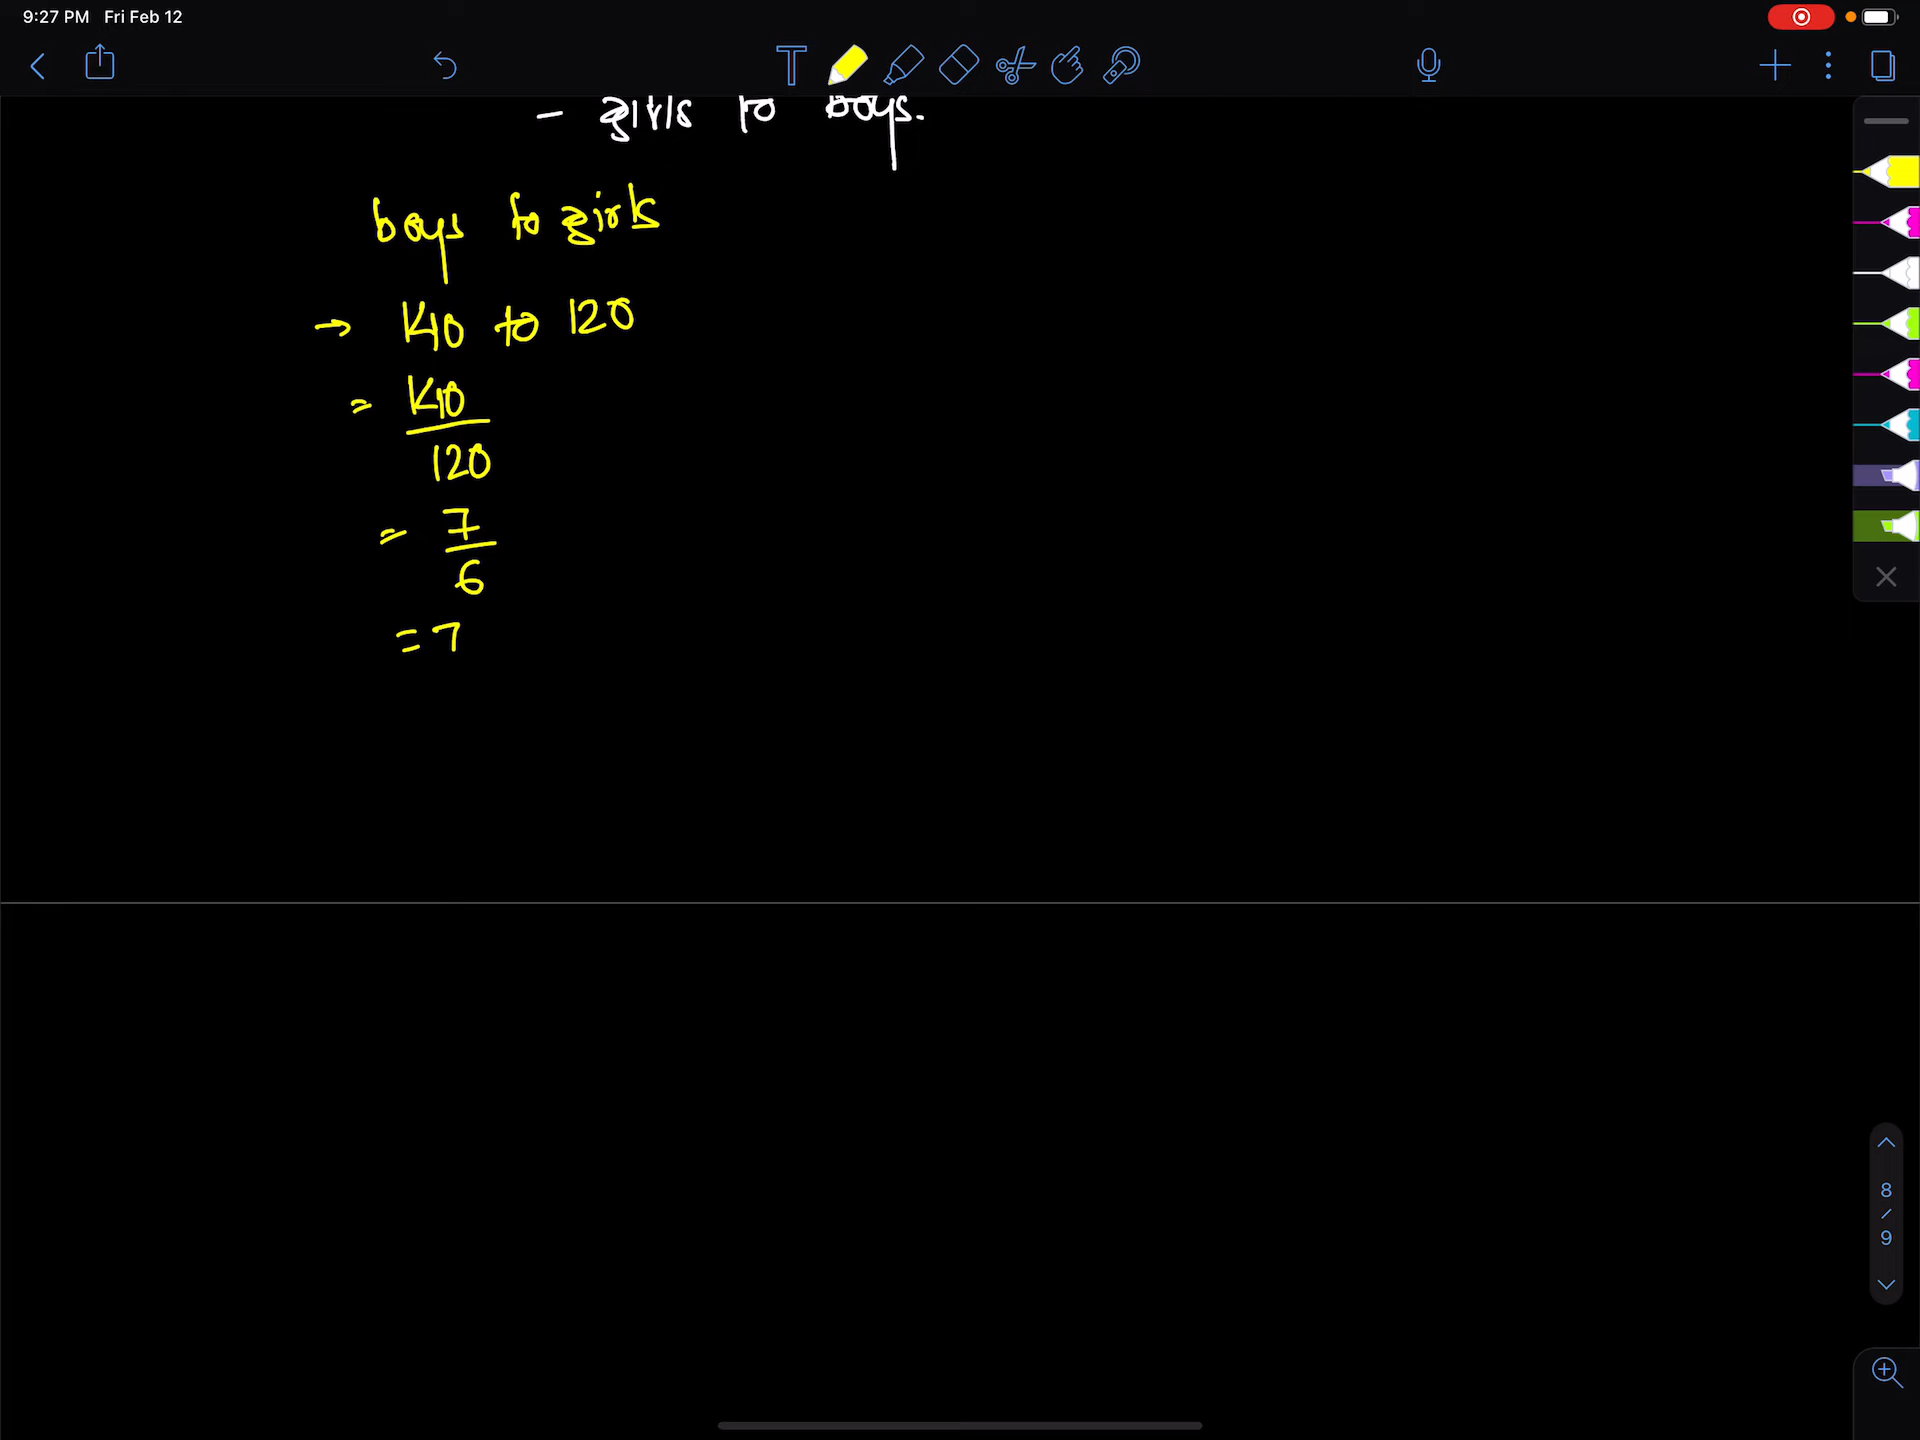 9:27 PM Fri Feb 12
- girls to boys.
boys to girls
→ 140 to 120
= 140
120
= 7
6
= 7
8
/
9